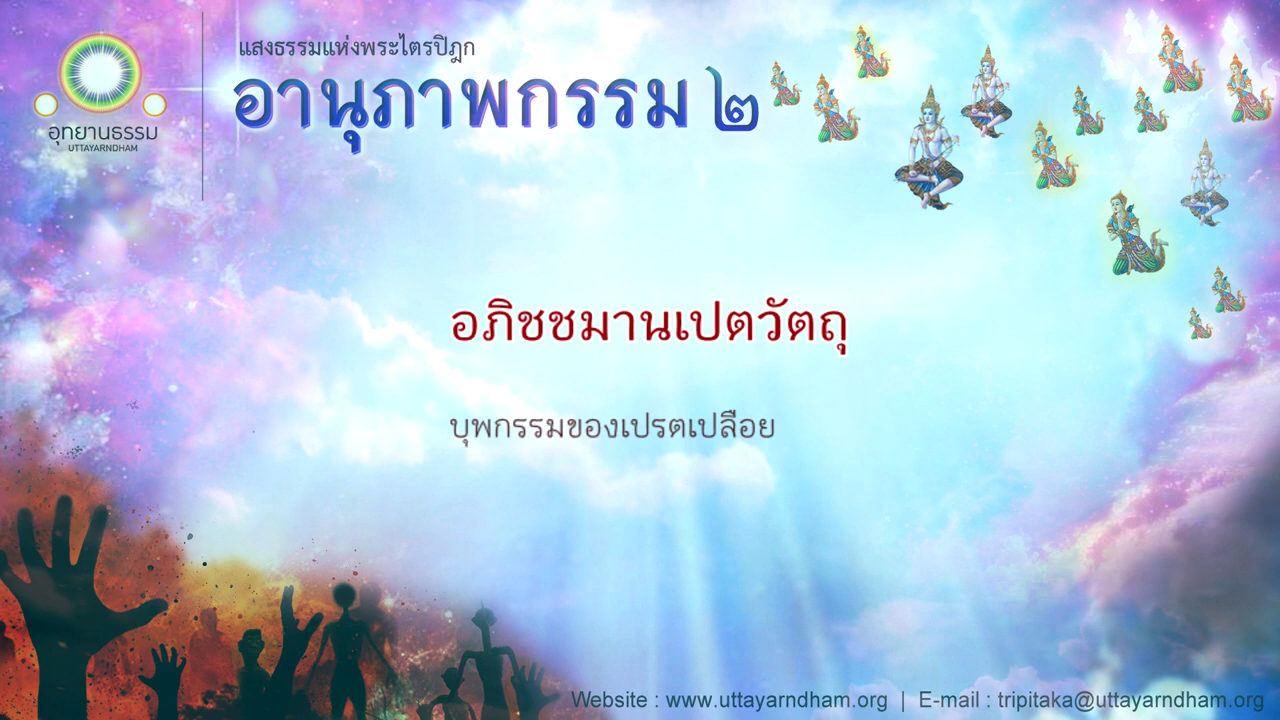 อุทยานธรรม
UTTAYARNDHAM
แสงธรรมแห่งพระไตรปิฎก
อานุภาพกรรม ๒
อภิชชมานเปตวัตถุ
บุพกรรมของเปรตเปลือย
Website : www.uttayarndham.org | E-mail : tripitaka@uttayarndham.org